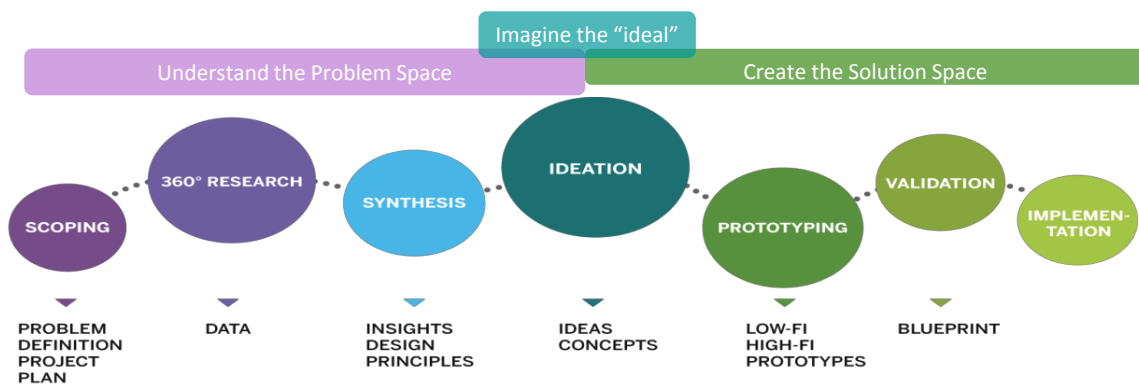 Imagine the “ideal”
Understand the Problem Space
Create the Solution Space
SCOPING
360° RESEARCH
SYNTHESIS
IDEATION
PROTOTYPING
VALIDATION
IMPLEMEN-
TATION
PROBLEM
DEFINITION
PROJECT
PLAN
DATA
INSIGHTS
DESIGN
PRINCIPLES
IDEAS
CONCEPTS
LOW-FI
HIGH-FI
PROTOTYPES
BLUEPRINT